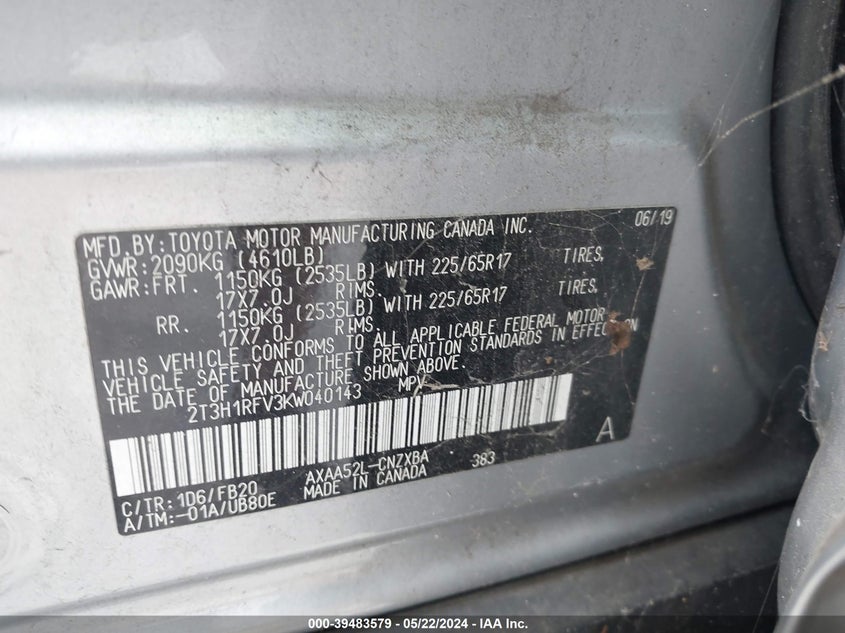 06/19
MFD.BY:TOYOTA MOTOR MANUFACTURING CANADA INC.
GVWR:2090KG (4610LB)
GAWR:FRT. 1150KG (2535LB) WITH 225/65R17 TIRES,
17X7.0J RIMS.
RR. 1150KG (2535LB) WITH 225/65R17 TIRES,
17X7.0J RIMS.
THIS VEHICLE CONFORMS TO ALL APPLICABLE FEDERAL MOTOR
VEHICLE SAFETY AND THEFT PREVENTION STANDARDS IN EFFECT ON
THE DATE OF MANUFACTURE SHOWN ABOVE.
2T3H1RFV3KW040143 MPV
A
AXAA52L-CNZXBA 383
C/TR:1D6/FB20 MADE IN CANADA
A/TM:-01A/UB80E
000-39483579 / 05/22/2024 - IAA Inc.